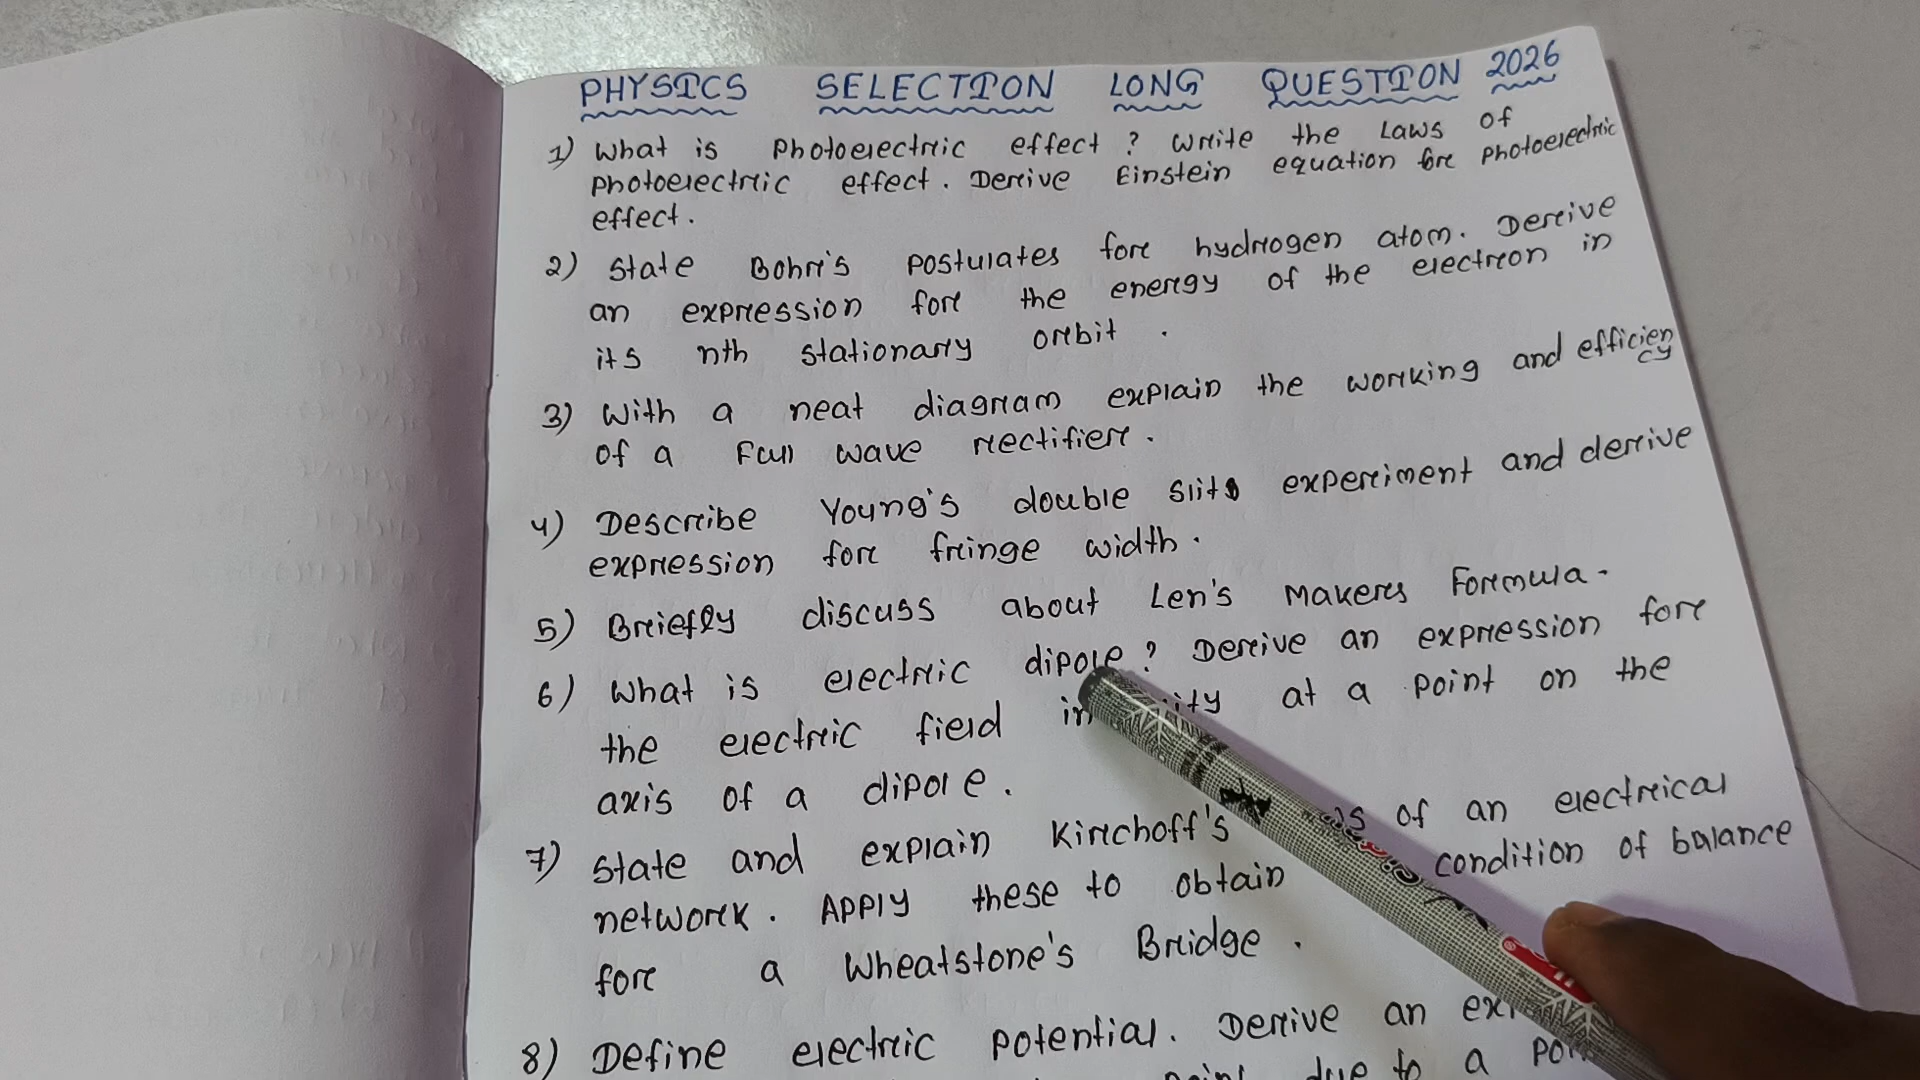 PHYSICS SELECTION LONG QUESTION 2026
1) What is Photoelectric effect? Write the Laws of
photoelectric effect. Derive Einstein equation for Photoelectric
effect.
2) State Bohr's Postulates for hydrogen atom. Derive
an expression for the energy of the electron in
its nth stationary orbit.
3) With a neat diagram explain the working and efficiency
of a Full wave rectifier.
4) Describe Young's double slits experiment and derive
expression for fringe width.
5) Briefly discuss about Len's Makers Formula.
6) What is electric dipole? Derive an expression for
the electric field at a point on the
axis of a dipole.
7) State and explain Kirchoff's of an electrical
network. Apply these to obtain condition of balance
for a Wheatstone's Bridge.
8) Define electric potential. Derive an
due to a